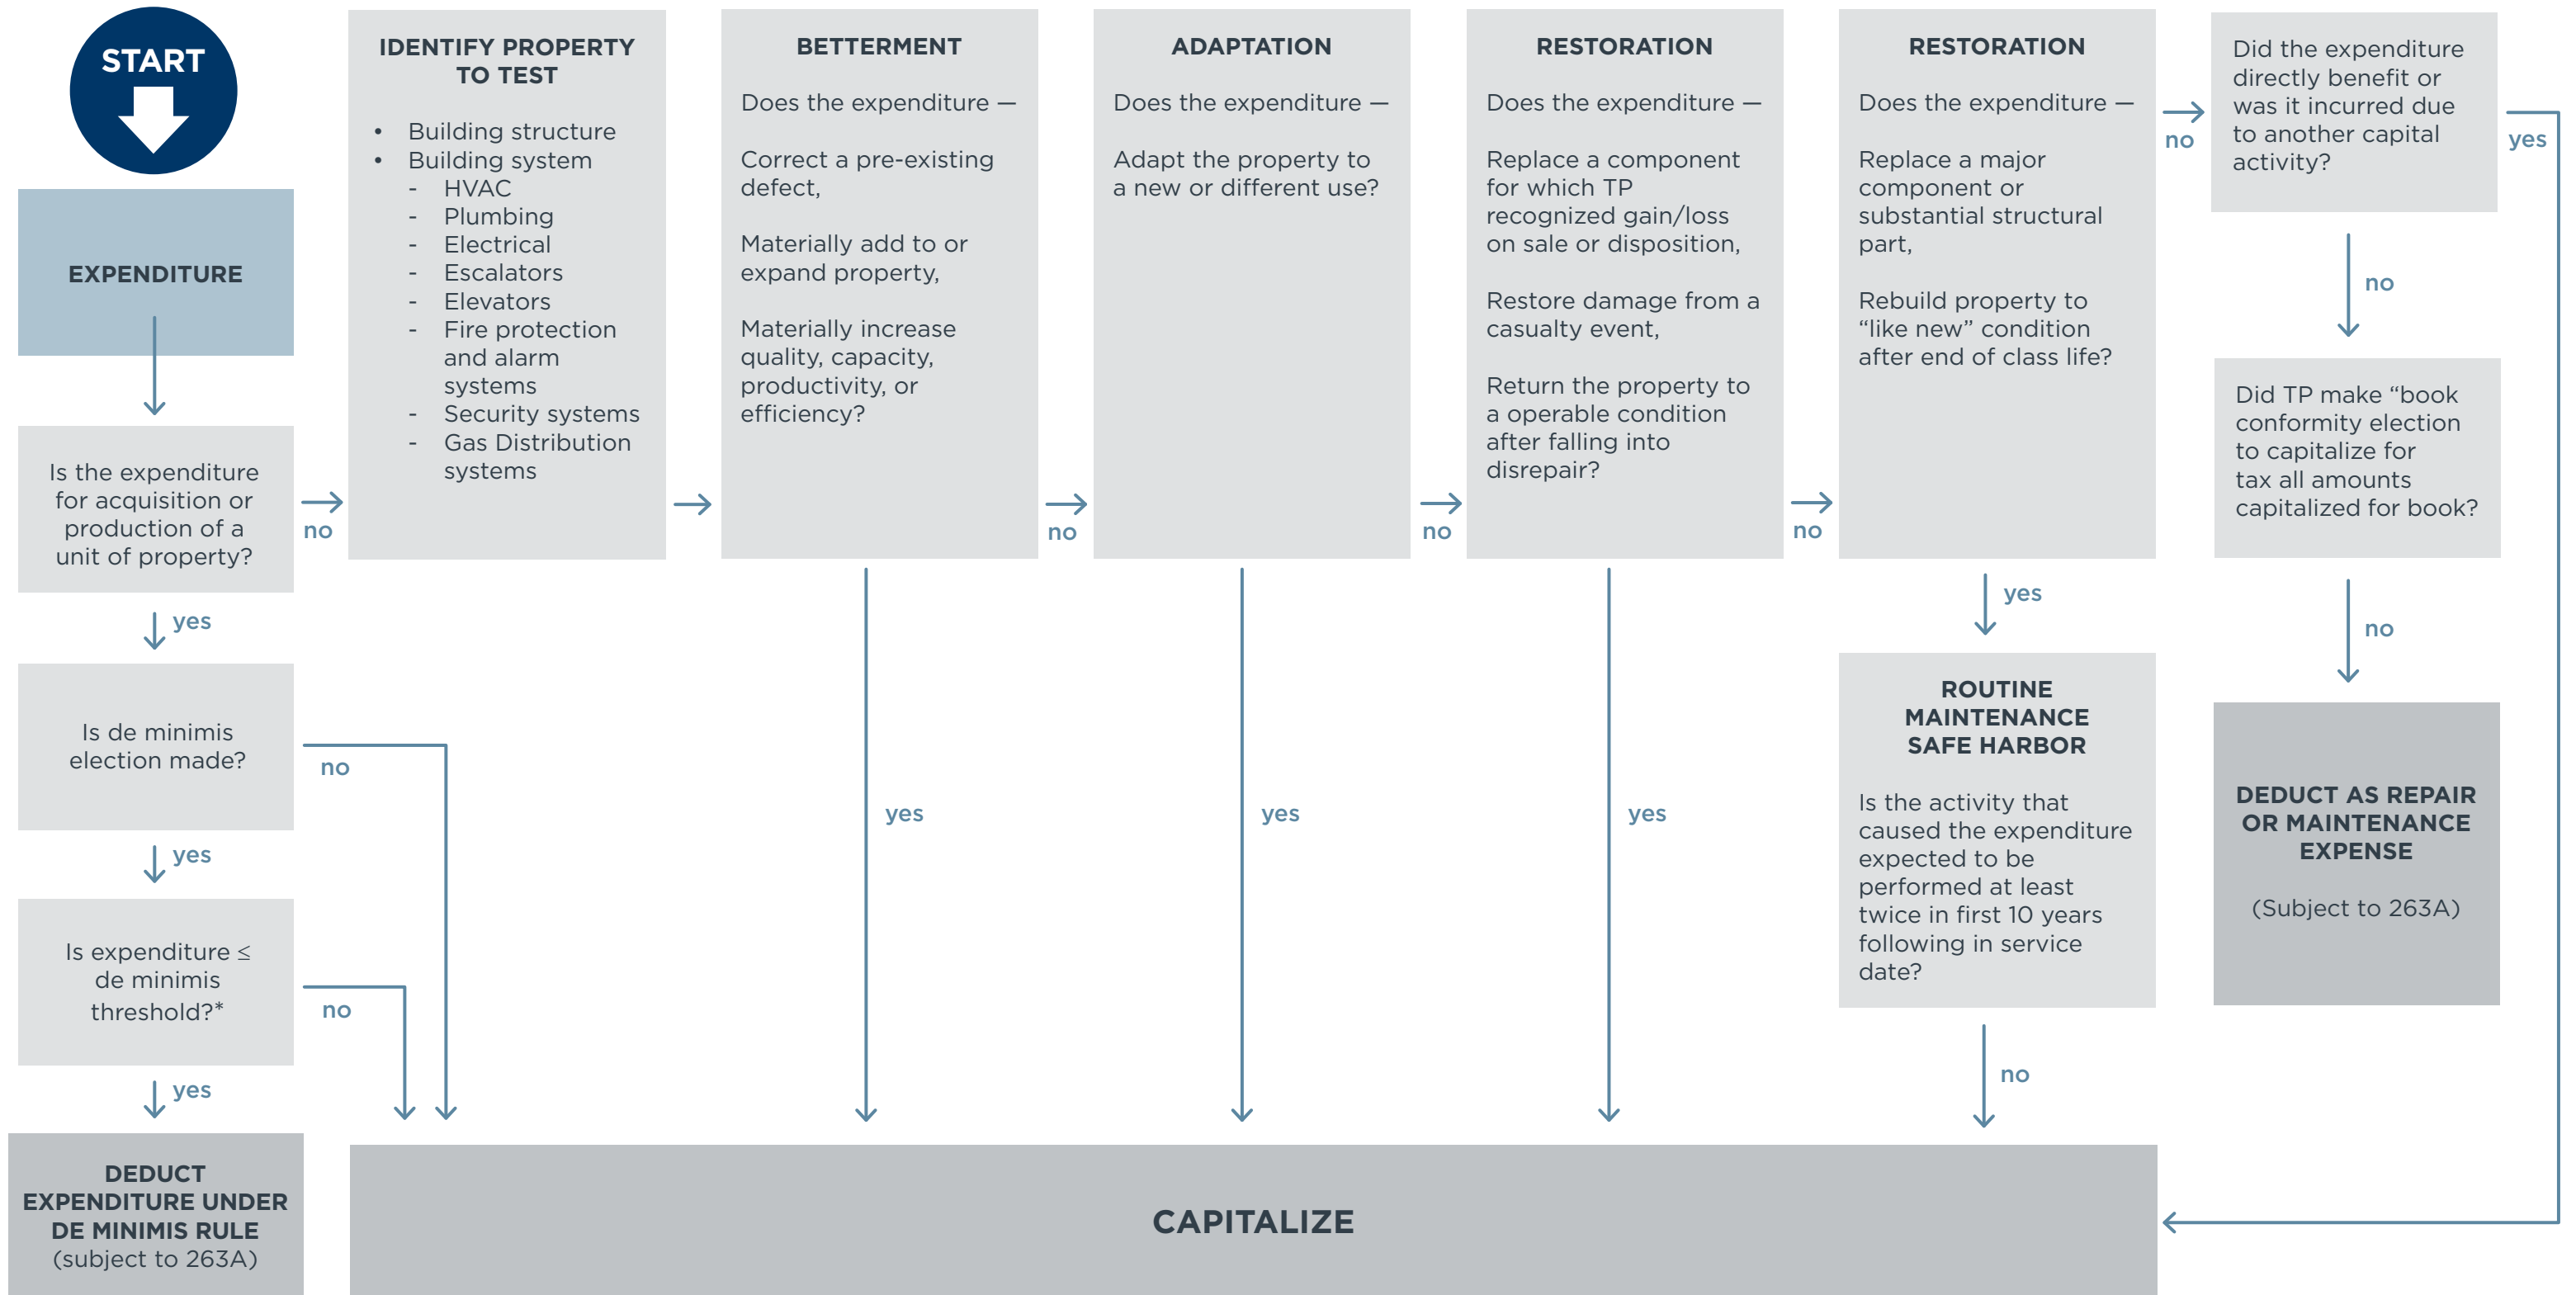 START
EXPENDITURE
Is the expenditure
for acquisition or
production of a
unit of property?
no
yes
Is de minimis
election made?
no
yes
Is expenditure ≤
de minimis
threshold?*
no
yes
DEDUCT
EXPENDITURE UNDER
DE MINIMIS RULE
(subject to 263A)
IDENTIFY PROPERTY
TO TEST
• Building structure
• Building system
- HVAC
- Plumbing
- Electrical
- Escalators
- Elevators
- Fire protection
and alarm
systems
- Security systems
- Gas Distribution
systems
BETTERMENT
Does the expenditure —
Correct a pre-existing
defect,
Materially add to or
expand property,
Materially increase
quality, capacity,
productivity, or
efficiency?
no
yes
ADAPTATION
Does the expenditure —
Adapt the property to
a new or different use?
no
yes
RESTORATION
Does the expenditure —
Replace a component
for which TP
recognized gain/loss
on sale or disposition,
Restore damage from a
casualty event,
Return the property to
a operable condition
after falling into
disrepair?
no
yes
RESTORATION
Does the expenditure —
Replace a major
component or
substantial structural
part,
Rebuild property to
“like new” condition
after end of class life?
no
yes
ROUTINE
MAINTENANCE
SAFE HARBOR
Is the activity that
caused the expenditure
expected to be
performed at least
twice in first 10 years
following in service
date?
no
Did the expenditure
directly benefit or
was it incurred due
to another capital
activity?
yes
no
Did TP make “book
conformity election
to capitalize for
tax all amounts
capitalized for book?
no
DEDUCT AS REPAIR
OR MAINTENANCE
EXPENSE
(Subject to 263A)
CAPITALIZE